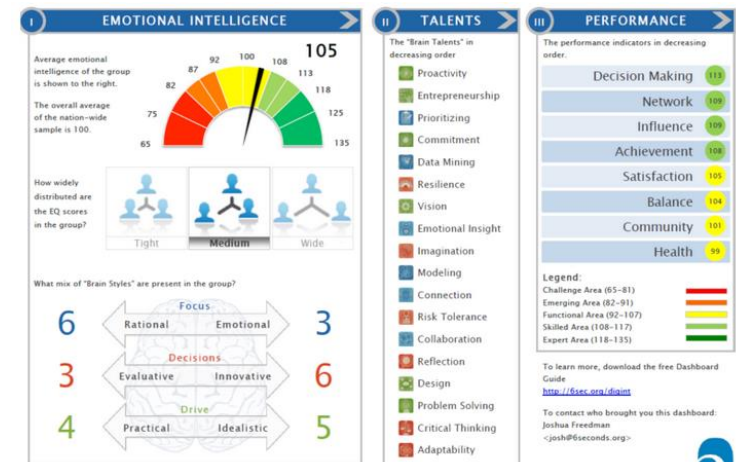 I
EMOTIONAL INTELLIGENCE
Average emotional
intelligence of the group
is shown to the right.
The overall average
of the nation-wide
sample is 100.
105
65
75
82
87
92
100
108
113
118
125
135
How widely
distributed are
the EQ scores
in the group?
Tight
Medium
Wide
What mix of "Brain Styles" are present in the group?
Focus
6
Rational
Emotional
3
Decisions
3
Evaluative
Innovative
6
Drive
4
Practical
Idealistic
5
II
TALENTS
The "Brain Talents" in
decreasing order
Proactivity
Entrepreneurship
Prioritizing
Commitment
Data Mining
Resilience
Vision
Emotional Insight
Imagination
Modeling
Connection
Risk Tolerance
Collaboration
Reflection
Design
Problem Solving
Critical Thinking
Adaptability
III
PERFORMANCE
The performance indicators in decreasing
order.
Decision Making 113
Network 109
Influence 109
Achievement 108
Satisfaction 105
Balance 104
Community 101
Health 99
Legend:
Challenge Area (65-81)
Emerging Area (82-91)
Functional Area (92-107)
Skilled Area (108-117)
Expert Area (118-135)
To learn more, download the free Dashboard
Guide
http://6sec.org/digint
To contact who brought you this dashboard:
Joshua Freedman
<josh@6seconds.org>